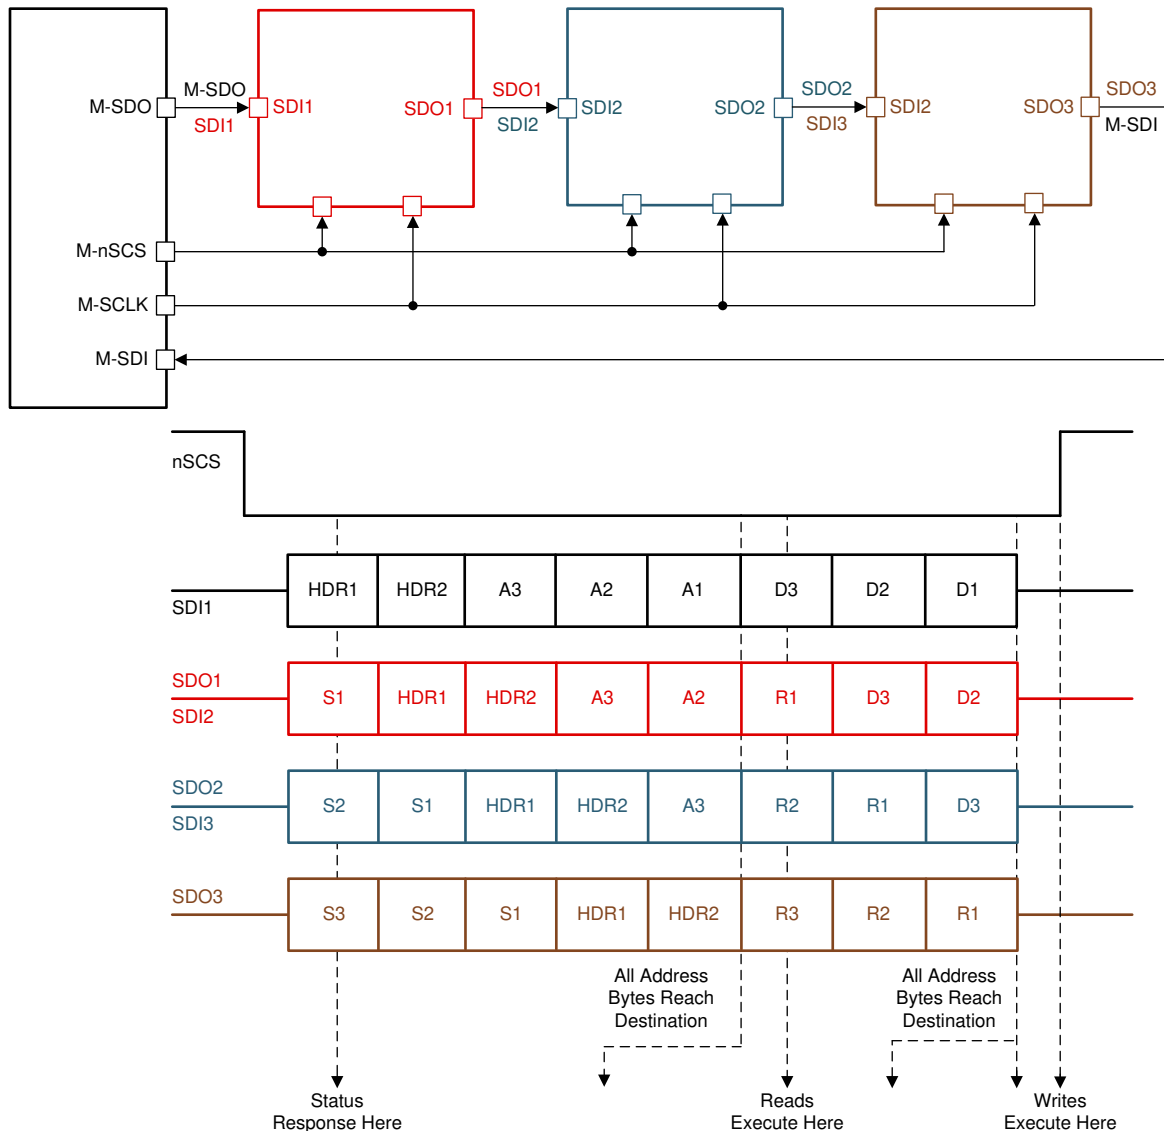 M-SDO
M-SDO
SDI1
SDI1
SDO1
SDO1
SDI2
SDI2
SDO2
SDO2
SDI3
SDI2
SDO3
SDO3
M-SDI
M-nSCS
M-SCLK
M-SDI
nSCS
SDI1
HDR1 HDR2 A3 A2 A1 D3 D2 D1
SDO1
SDI2
S1 HDR1 HDR2 A3 A2 R1 D3 D2
SDO2
SDI3
S2 S1 HDR1 HDR2 A3 R2 R1 D3
SDO3
S3 S2 S1 HDR1 HDR2 R3 R2 R1
All Address
Bytes Reach
Destination
All Address
Bytes Reach
Destination
Status
Response Here
Reads
Execute Here
Writes
Execute Here